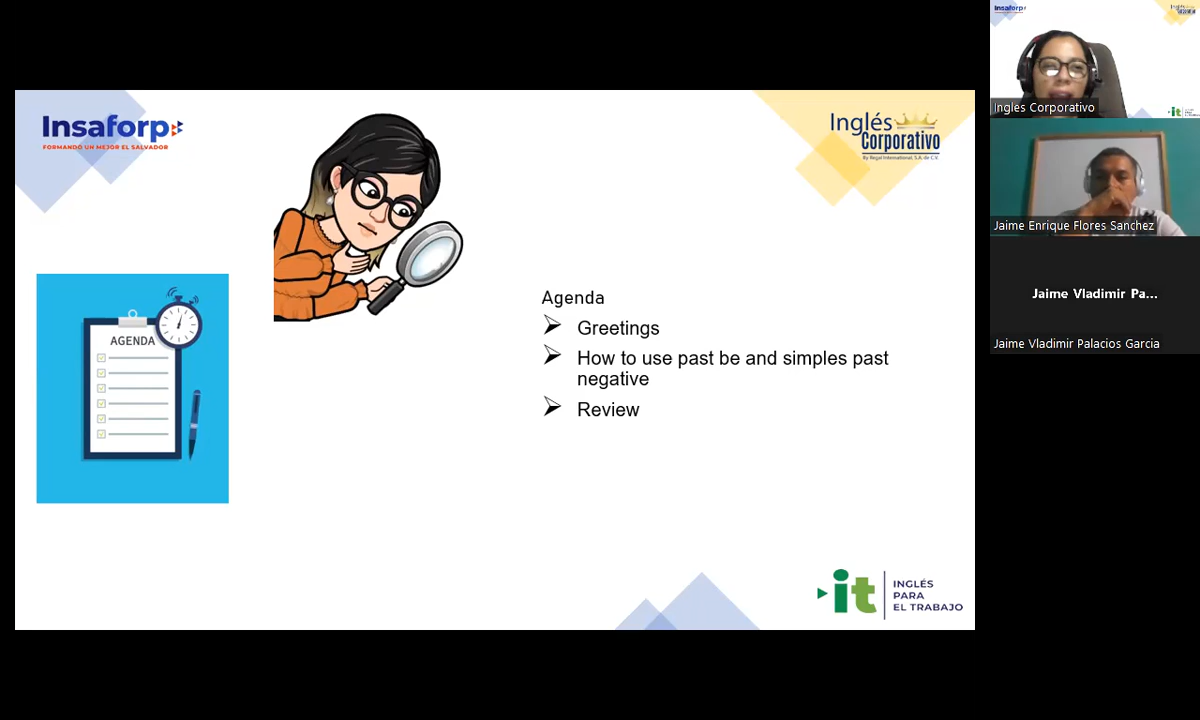 Insaforp
FORMANDO UN MEJOR EL SALVADOR
Inglés
Corporativo
By Regal International, S.A. de C.V.
AGENDA
Agenda
Greetings
How to use past be and simples past
negative
Review
it
INGLÉS
PARA
EL TRABAJO
Insaforp
Ingles Corporativo
Jaime Enrique Flores Sanchez
Jaime Vladimir Pa...
Jaime Vladimir Palacios Garcia